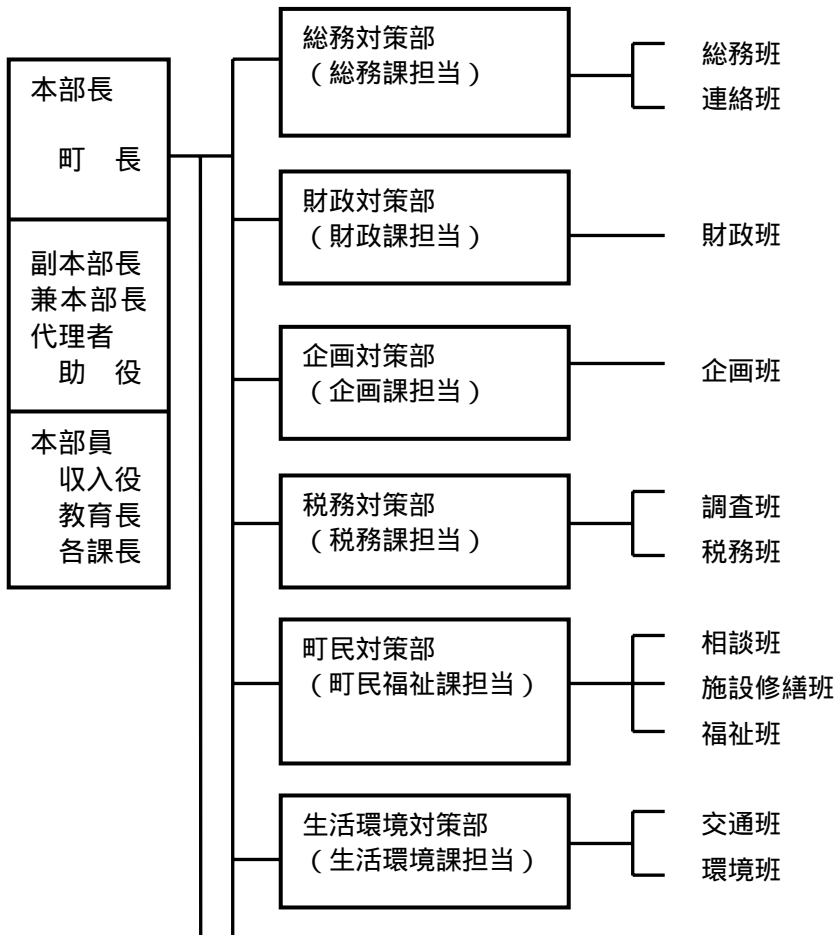 本部長
町　長
副本部長
兼本部長
代理者
助　役
本部員
収入役
教育長
各課長
総務対策部
（総務課担当）
総務班
連絡班
財政対策部
（財政課担当）
財政班
企画対策部
（企画課担当）
企画班
税務対策部
（税務課担当）
調査班
税務班
町民対策部
（町民福祉課担当）
相談班
施設修繕班
福祉班
生活環境対策部
（生活環境課担当）
交通班
環境班